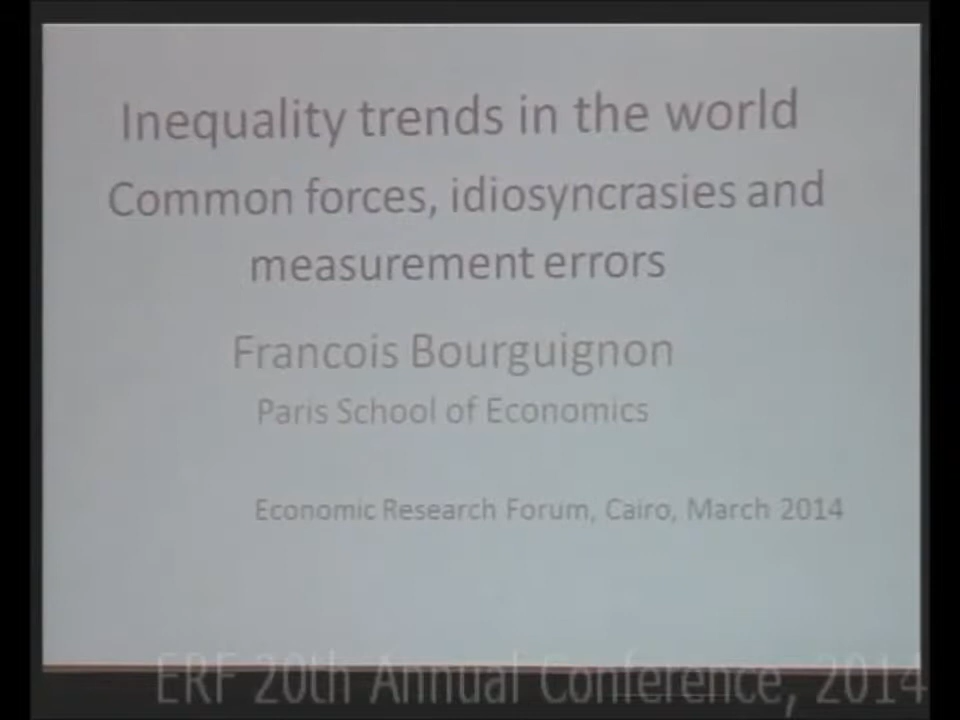 Inequality trends in the world
Common forces, idiosyncrasies and
measurement errors
Francois Bourguignon
Paris School of Economics
Economic Research Forum, Cairo, March 2014
ERF 20th Annual Conference, 2014